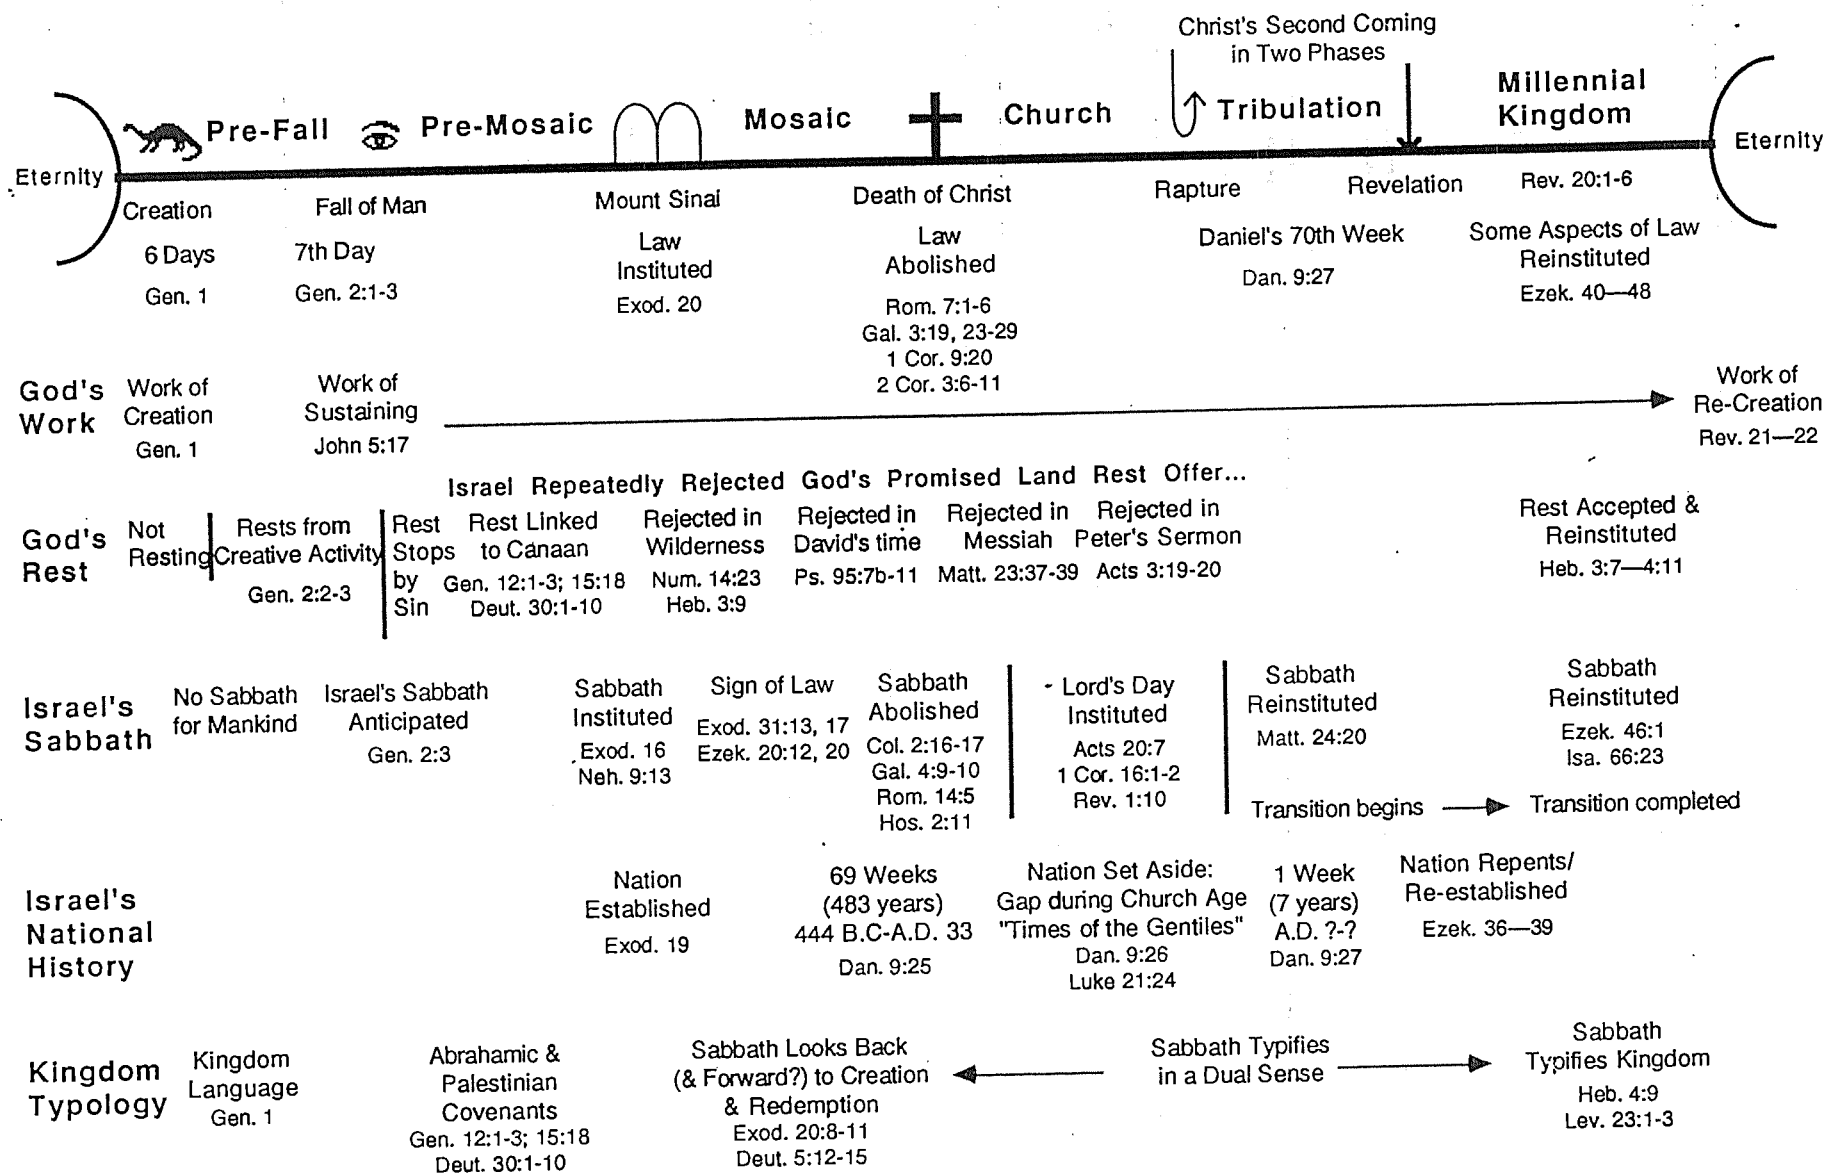 Christ's Second Coming
in Two Phases
Eternity
Pre-Fall
Pre-Mosaic
Mosaic
Church
Tribulation
Millennial
Kingdom
Eternity
Creation
6 Days
Gen. 1
Fall of Man
7th Day
Gen. 2:1-3
Mount Sinai
Law
Instituted
Exod. 20
Death of Christ
Law
Abolished
Rom. 7:1-6
Gal. 3:19, 23-29
1 Cor. 9:20
2 Cor. 3:6-11
Rapture
Revelation
Daniel's 70th Week
Dan. 9:27
Rev. 20:1-6
Some Aspects of Law
Reinstituted
Ezek. 40—48
God's
Work
Work of
Creation
Gen. 1
Work of
Sustaining
John 5:17
Work of
Re-Creation
Rev. 21—22
Israel Repeatedly Rejected God's Promised Land Rest Offer...
God's
Rest
Not
Resting
Rests from
Creative Activity
Gen. 2:2-3
Rest
Stops
by
Sin
Rest Linked
to Canaan
Gen. 12:1-3; 15:18
Deut. 30:1-10
Rejected in
Wilderness
Num. 14:23
Heb. 3:9
Rejected in
David's time
Ps. 95:7b-11
Rejected in
Messiah
Matt. 23:37-39
Rejected in
Peter's Sermon
Acts 3:19-20
Rest Accepted &
Reinstituted
Heb. 3:7—4:11
Israel's
Sabbath
No Sabbath
for Mankind
Israel's Sabbath
Anticipated
Gen. 2:3
Sabbath
Instituted
Exod. 16
Neh. 9:13
Sign of Law
Exod. 31:13, 17
Ezek. 20:12, 20
Sabbath
Abolished
Col. 2:16-17
Gal. 4:9-10
Rom. 14:5
Hos. 2:11
Lord's Day
Instituted
Acts 20:7
1 Cor. 16:1-2
Rev. 1:10
Sabbath
Reinstituted
Matt. 24:20
Transition begins
Sabbath
Reinstituted
Ezek. 46:1
Isa. 66:23
Transition completed
Israel's
National
History
Nation
Established
Exod. 19
69 Weeks
(483 years)
444 B.C-A.D. 33
Dan. 9:25
Nation Set Aside:
Gap during Church Age
"Times of the Gentiles"
Dan. 9:26
Luke 21:24
1 Week
(7 years)
A.D. ?-?
Dan. 9:27
Nation Repents/
Re-established
Ezek. 36—39
Kingdom
Typology
Kingdom
Language
Gen. 1
Abrahamic &
Palestinian
Covenants
Gen. 12:1-3; 15:18
Deut. 30:1-10
Sabbath Looks Back
(& Forward?) to Creation
& Redemption
Exod. 20:8-11
Deut. 5:12-15
Sabbath Typifies
in a Dual Sense
Sabbath
Typifies Kingdom
Heb. 4:9
Lev. 23:1-3